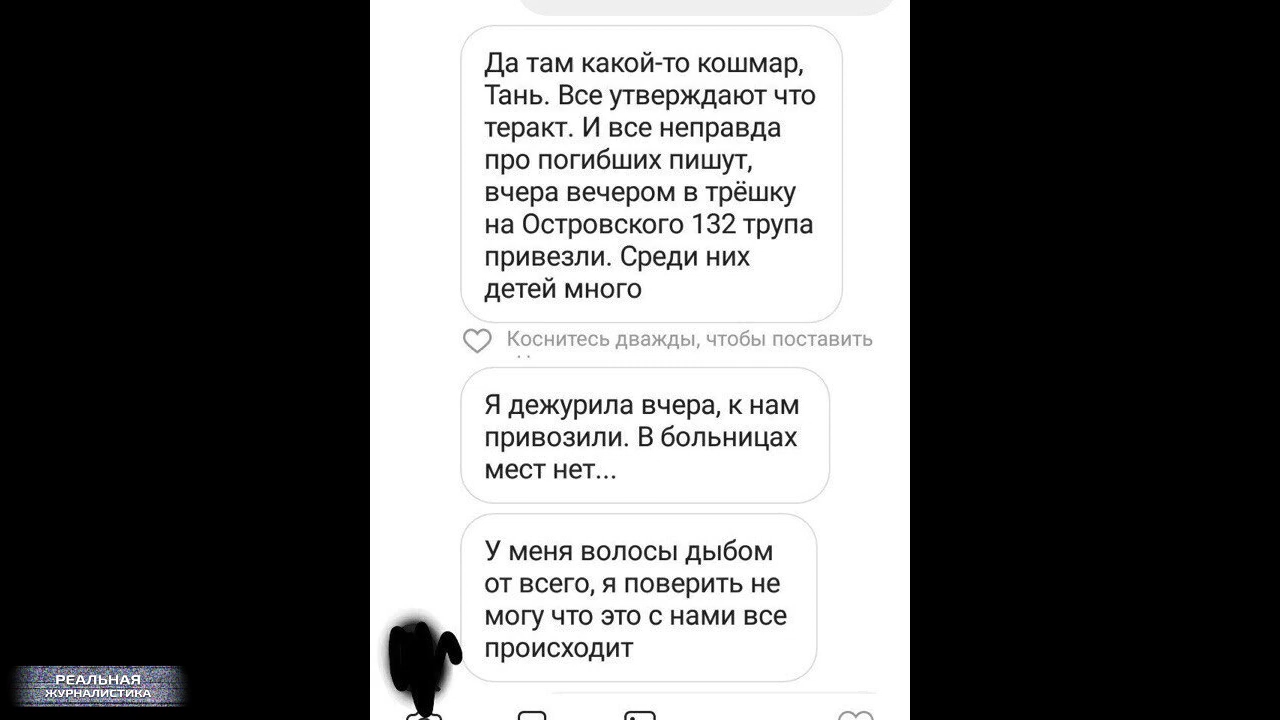 Да там какой-то кошмар,
Тань. Все утверждают что
теракт. И все неправда
про погибших пишут,
вчера вечером в трёшку
на Островского 132 трупа
привезли. Среди них
детей много
Коснитесь дважды, чтобы поставить
Я дежурила вчера, к нам
привозили. В больницах
мест нет...
У меня волосы дыбом
от всего, я поверить не
могу что это с нами все
происходит
РЕАЛЬНАЯ
ЖУРНАЛИСТИКА